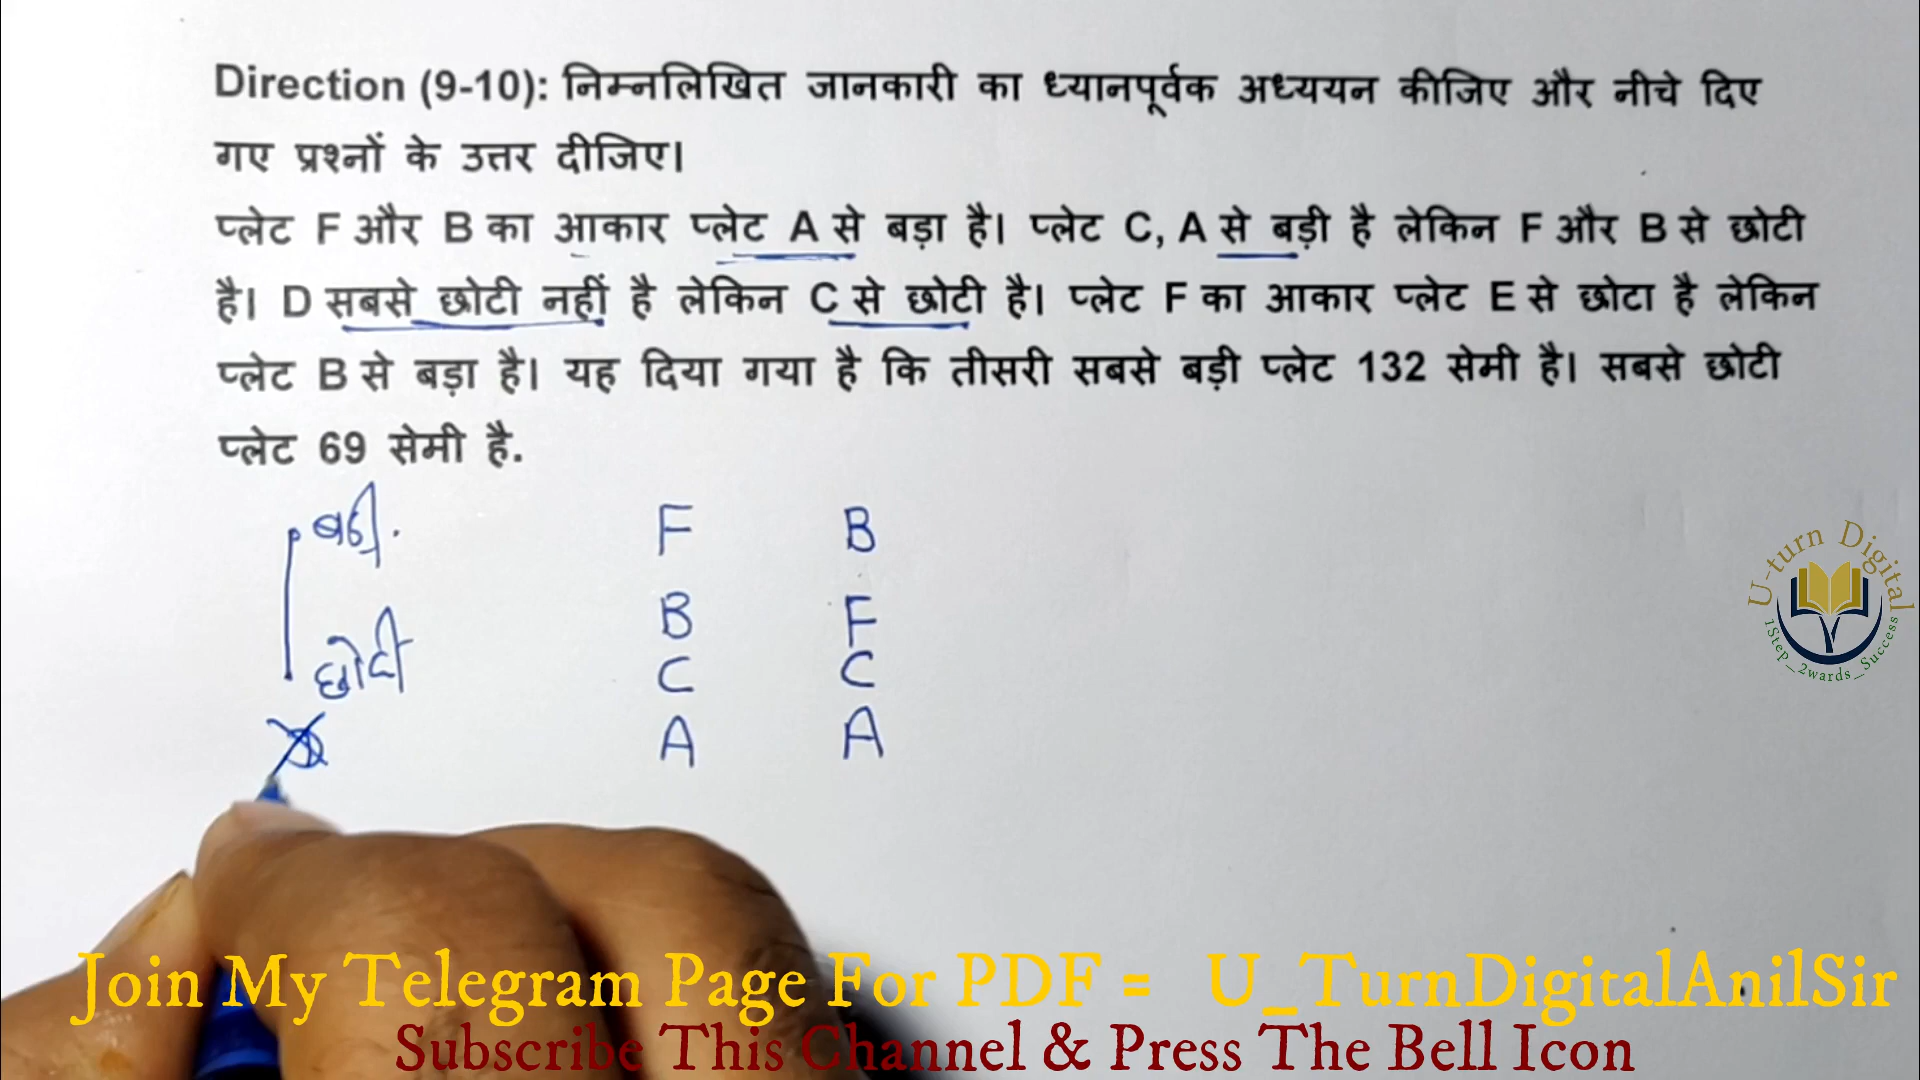 Direction (9-10): निम्नलिखित जानकारी का ध्यानपूर्वक अध्ययन कीजिए और नीचे दिए
गए प्रश्नों के उत्तर दीजिए।
प्लेट F और B का आकार प्लेट A से बड़ा है। प्लेट C, A से बड़ी है लेकिन F और B से छोटी
है। D सबसे छोटी नहीं है लेकिन C से छोटी है। प्लेट F का आकार प्लेट E से छोटा है लेकिन
प्लेट B से बड़ा है। यह दिया गया है कि तीसरी सबसे बड़ी प्लेट 132 सेमी है। सबसे छोटी
प्लेट 69 सेमी है.
बड़ी. F B
B F
छोटी C C
A A
U-turn Digital
1Step_2wards_Success
Join My Telegram Page For PDF = U_TurnDigitalAnilSir
Subscribe This Channel & Press The Bell Icon